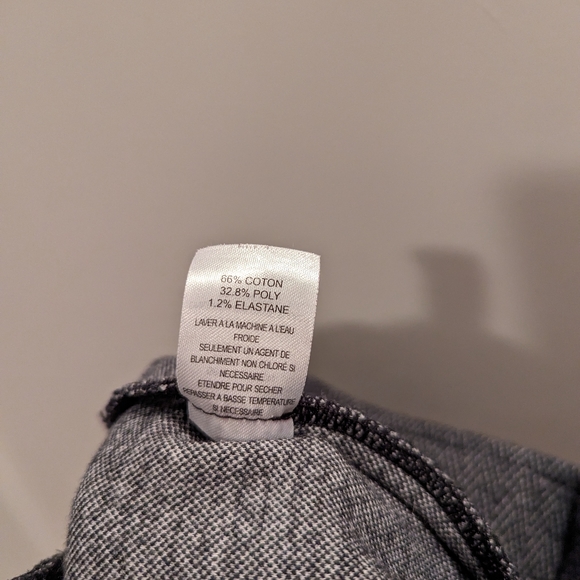 66% COTON
32.8% POLY
1.2% ELASTANE
LAVER A LA MACHINE A L'EAU
FROIDE
SEULEMENT UN AGENT DE
BLANCHIMENT NON CHLORÉ SI
NECESSAIRE
ETENDRE POUR SECHER
REPASSER A BASSE TEMPERATURE
SI NECESSAIRE